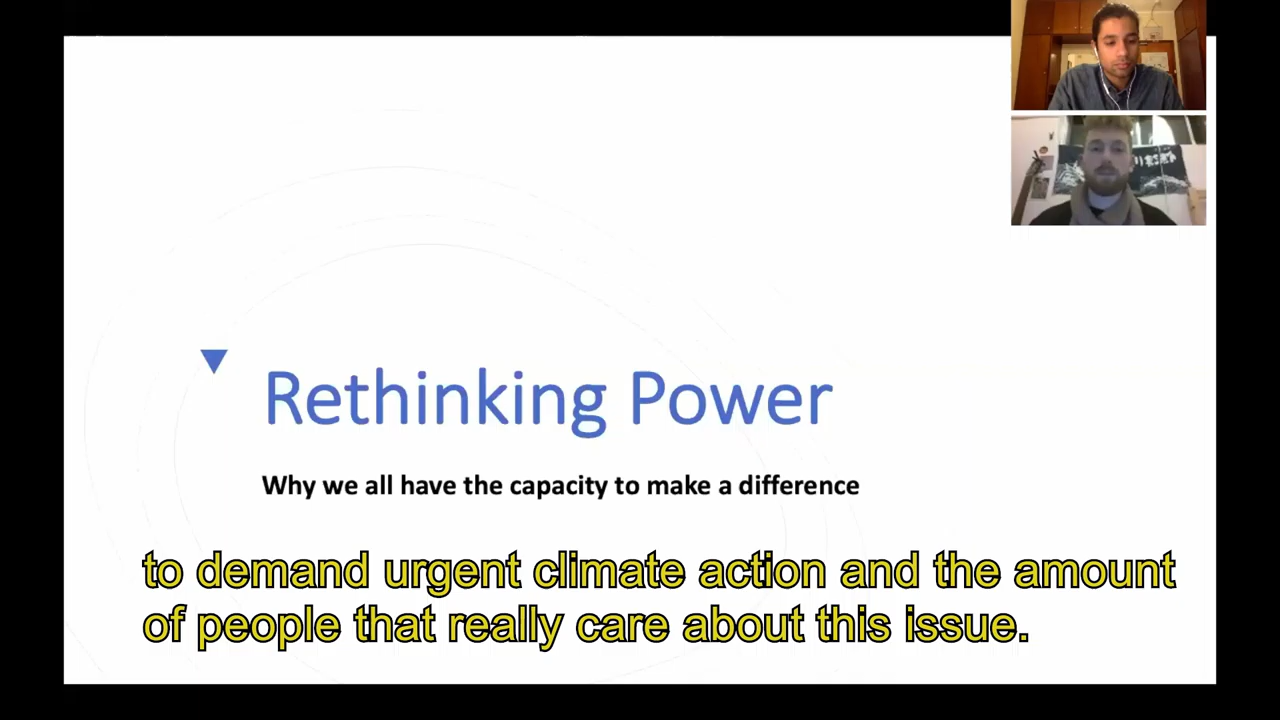 Rethinking Power
Why we all have the capacity to make a difference
to demand urgent climate action and the amount
of people that really care about this issue.